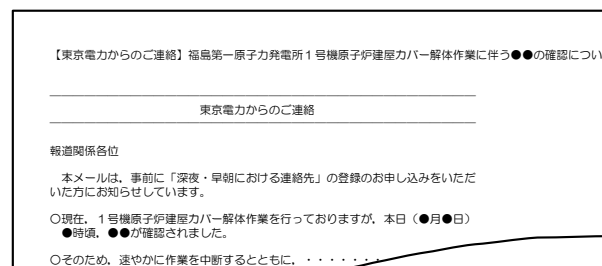 【東京電力からのご連絡】福島第一原子力発電所1号機原子炉建屋カバー解体作業に伴う●●の確認につい
東京電力からのご連絡
報道関係各位
本メールは，事前に「深夜・早朝における連絡先」の登録のお申し込みをいただ
いた方にお知らせしています。
○現在，１号機原子炉建屋カバー解体作業を行っておりますが，本日（●月●日）
●時頃，●●が確認されました。
○そのため，速やかに作業を中断するとともに，・・・・・・・